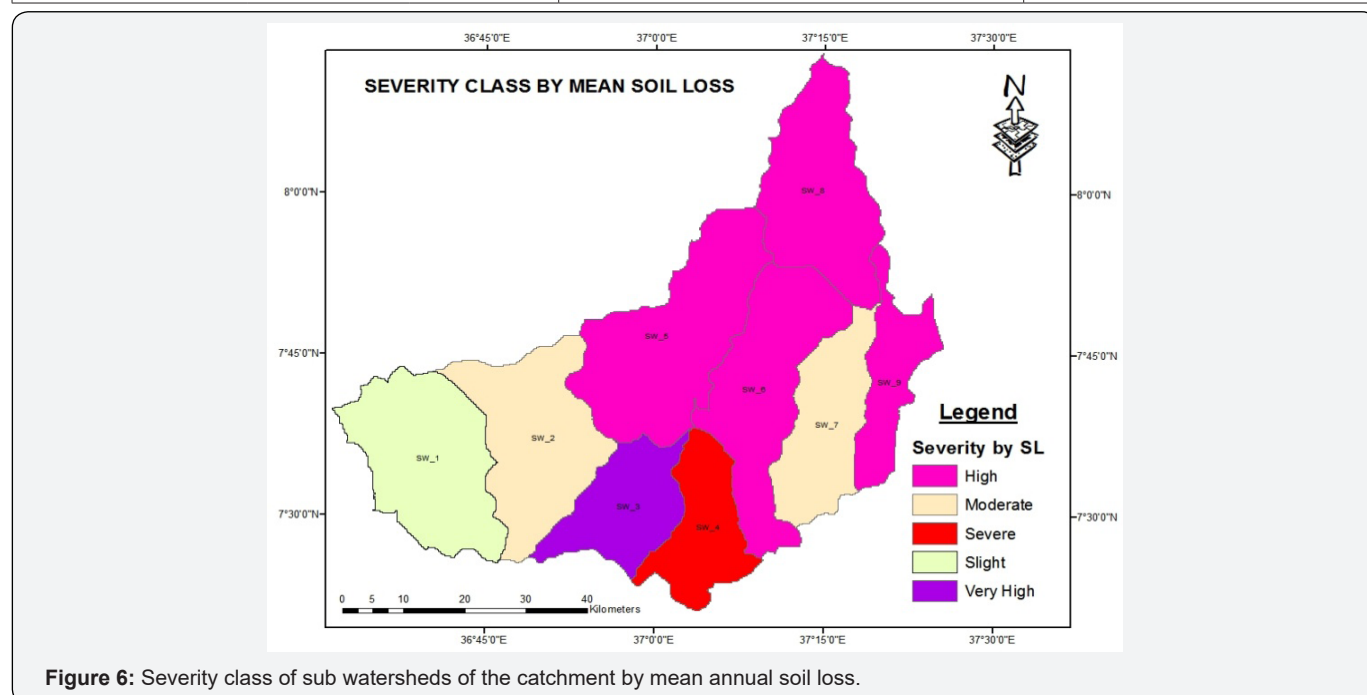 36°45'0"E 37°0'0"E 37°15'0"E 37°30'0"E
SEVERITY CLASS BY MEAN SOIL LOSS
N
SW_8
8°0'0"N 8°0'0"N
SW_5
7°45'0"N 7°45'0"N
SW_6
SW_9
Legend
SW_7
SW_2
Severity by SL
SW_1
High
Moderate
SW_3
7°30'0"N 7°30'0"N
SW_4
Severe
Slight
Very High
0 5 10 20 30 40
Kilometers
36°45'0"E 37°0'0"E 37°15'0"E 37°30'0"E
Figure 6: Severity class of sub watersheds of the catchment by mean annual soil loss.